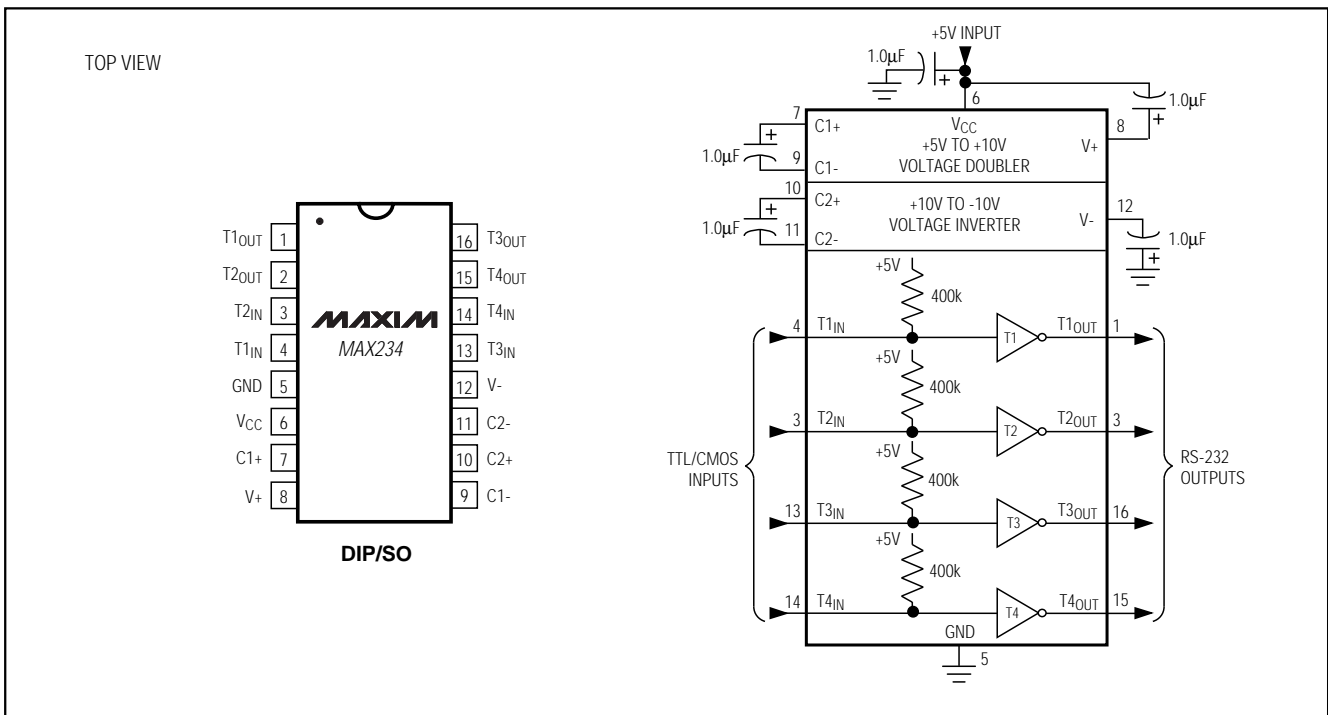 TOP VIEW
T1OUT 1
T2OUT 2
T2IN 3
T1IN 4
GND 5
VCC 6
C1+ 7
V+ 8
16 T3OUT
15 T4OUT
14 T4IN
13 T3IN
12 V-
11 C2-
10 C2+
9 C1-
MAXIM
MAX234
DIP/SO
+5V INPUT
1.0µF
+
6
1.0µF
+
7
C1+
VCC
+5V TO +10V
VOLTAGE DOUBLER
V+
8
+
1.0µF
9
C1-
10
C2+
+10V TO -10V
VOLTAGE INVERTER
V-
12
+
1.0µF
11
C2-
1.0µF
+
+5V
400k
4
T1IN
T1
T1OUT
1
+5V
400k
3
T2IN
T2
T2OUT
3
+5V
400k
TTL/CMOS
INPUTS
RS-232
OUTPUTS
13
T3IN
T3
T3OUT
16
+5V
400k
14
T4IN
T4
T4OUT
15
GND
5